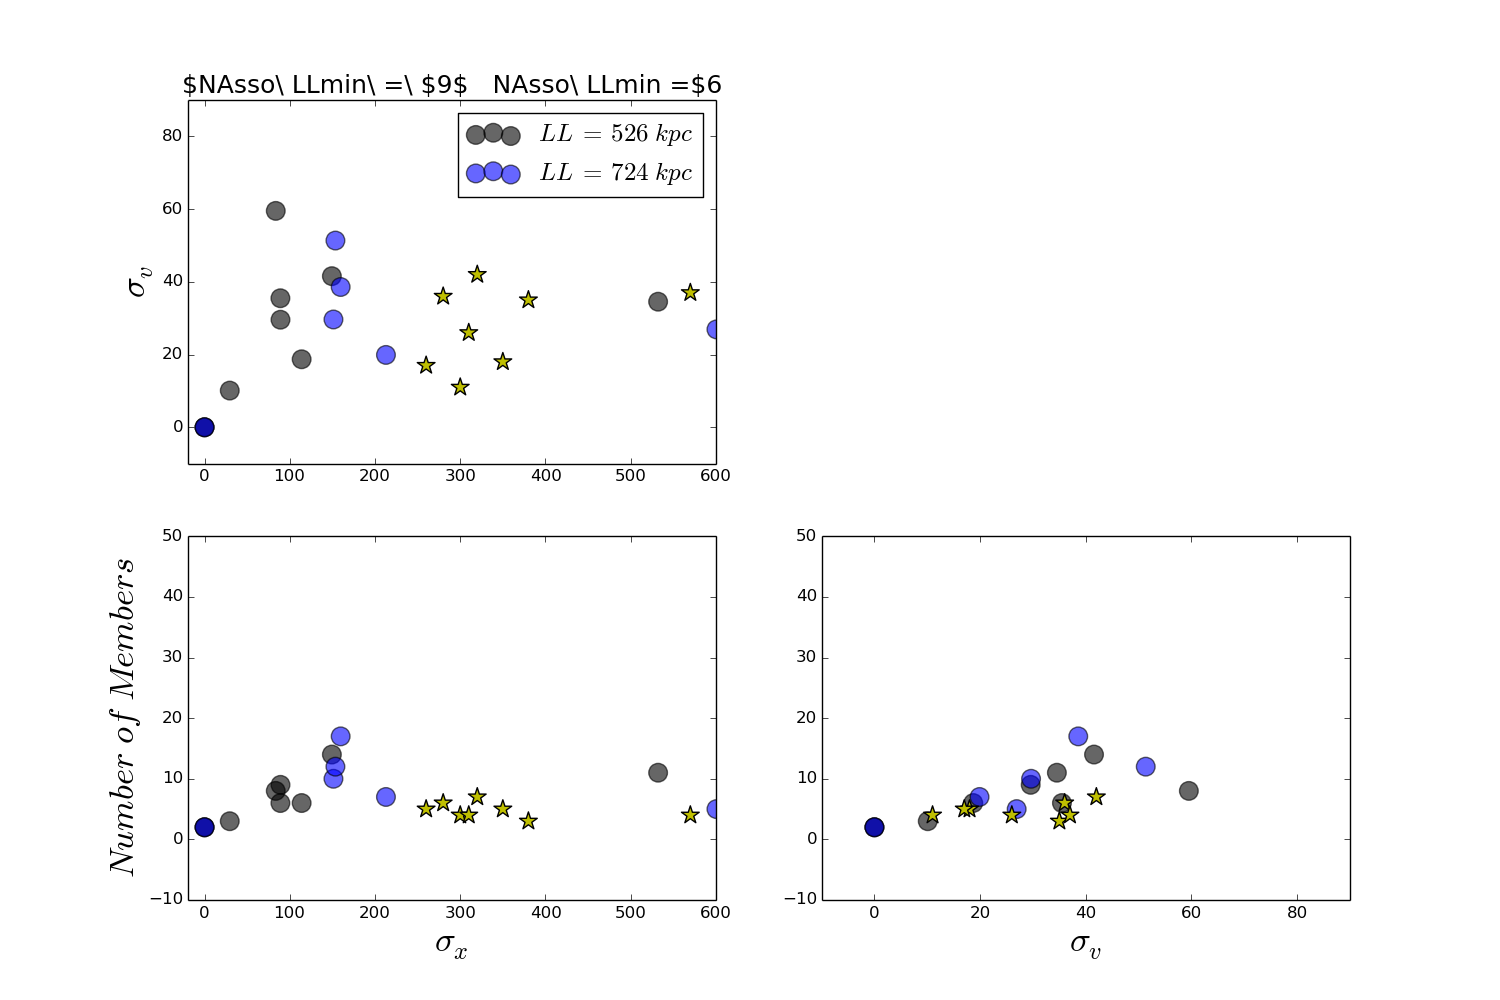 $NAsso\ LLmin\ =\ $9$   NAsso\ LLmin =$6
LL = 526 kpc
LL = 724 kpc
σ_v
80
60
40
20
0
0 100 200 300 400 500 600
Number of Members
50
40
30
20
10
0
−10
0 100 200 300 400 500 600
σ_x
50
40
30
20
10
0
−10
0 20 40 60 80
σ_v